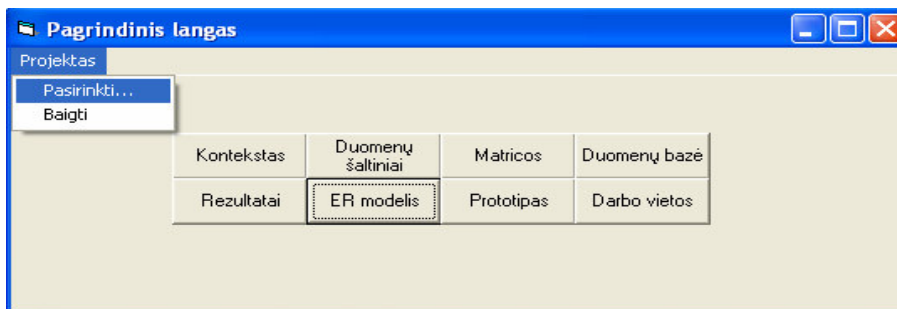 Pagrindinis langas
Projektas
Pasirinkti...
Baigti
Kontekstas
Duomenų
šaltiniai
Matricos
Duomenų bazė
Rezultatai
ER modelis
Prototipas
Darbo vietos